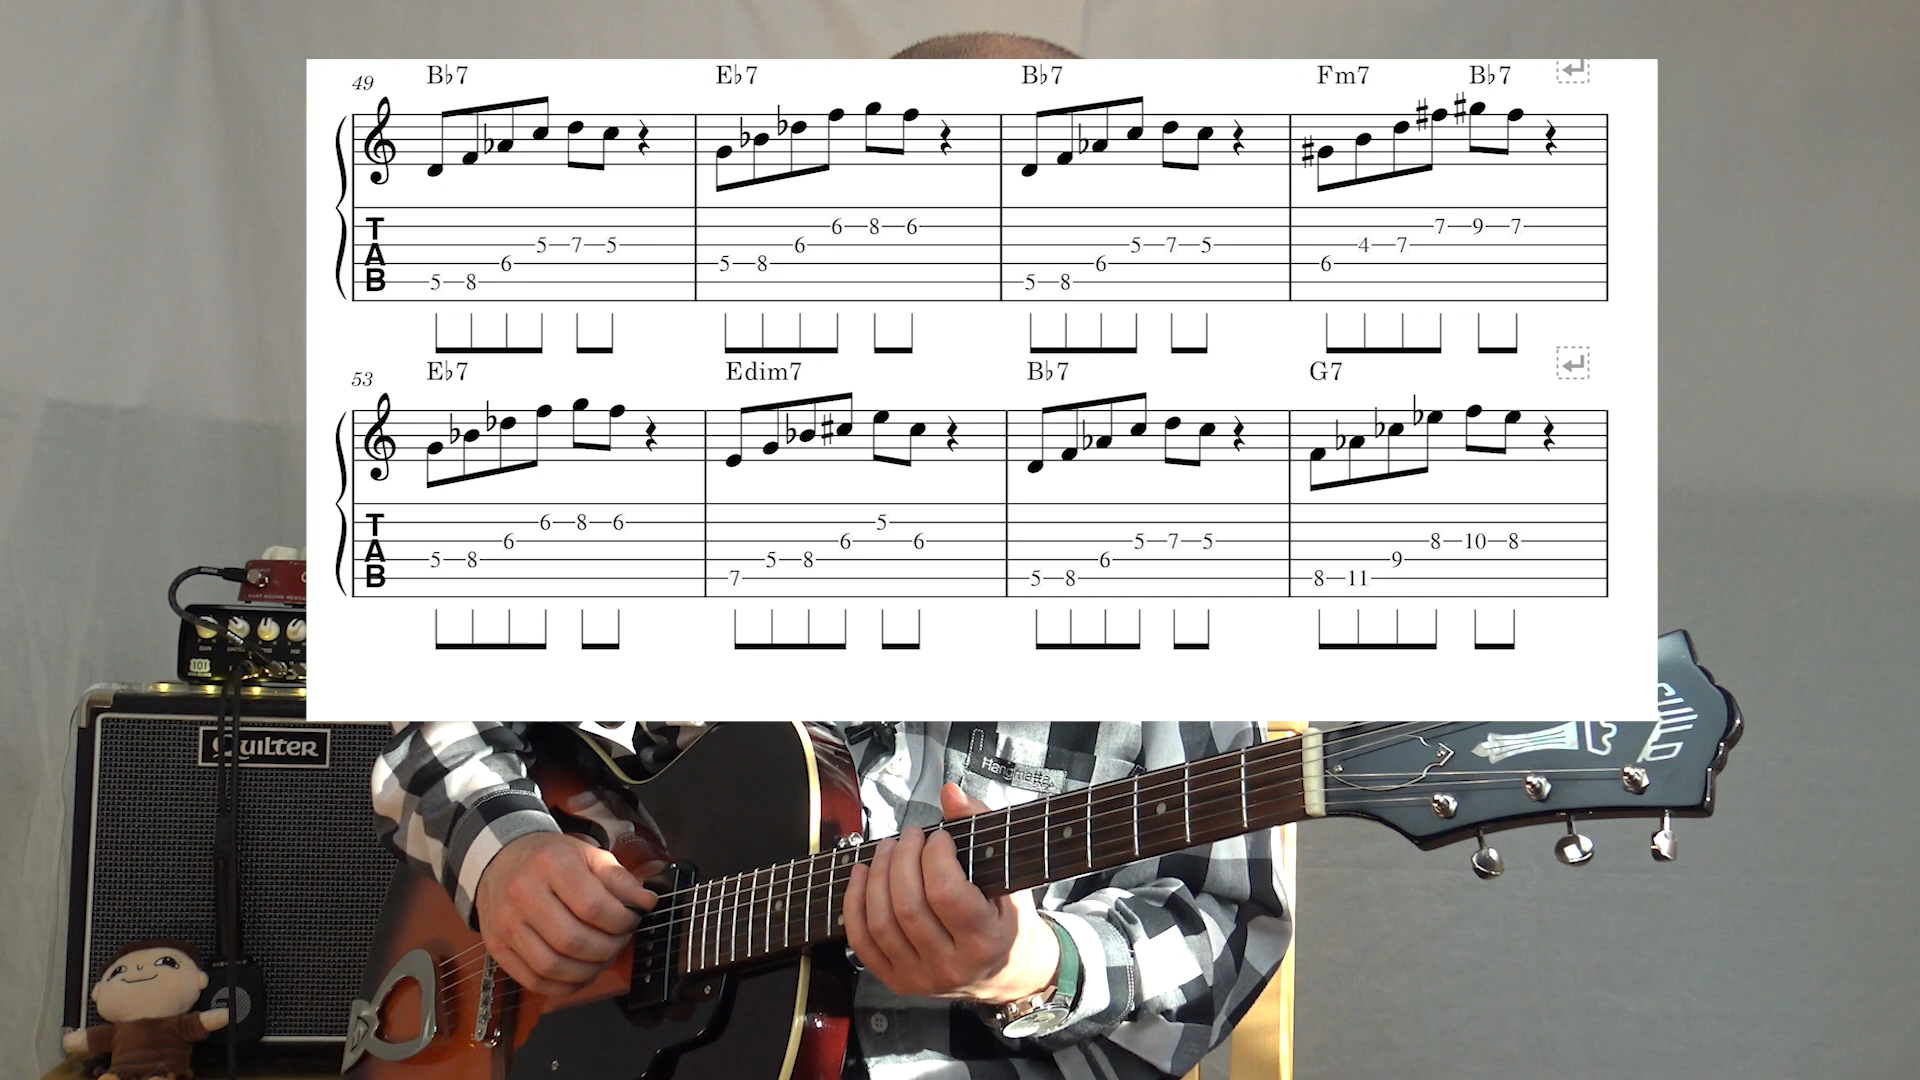 49 B♭7 E♭7 B♭7 Fm7 B♭7
T A B
5 8 6 5 7 5 5 8 6 6 8 6 5 8 6 5 7 5 6 4 7 7 9 7
53 E♭7 Edim7 B♭7 G7
T A B
5 8 6 6 8 6 7 5 8 6 5 6 5 8 6 5 7 5 8 11 9 8 10 8
101
Quilter
Hangmatta
GUILD